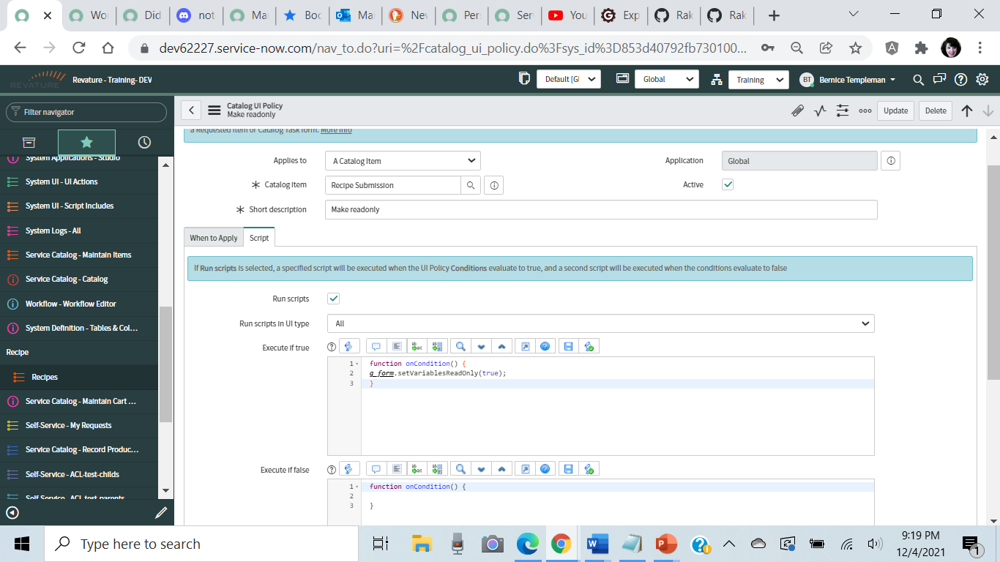 Wo
Did
not
Ma
Boo
Mai
Nev
Per
Ser
You
Exp
Rak
Rak
dev62227.service-now.com/nav_to.do?uri=%2Fcatalog_ui_policy.do%3Fsys_id%3D853d40792fb730100...
REVATURE
Revature - Training- DEV
Default [Gl
Global
Training
BT
Bernice Templeman
Filter navigator
Catalog UI Policy
Make readonly
Update
Delete
a Requested Item or Catalog Task form. More info
System Applications - Studio
System UI - UI Actions
System UI - Script Includes
System Logs - All
Service Catalog - Maintain Items
Service Catalog - Catalog
Workflow - Workflow Editor
System Definition - Tables & Col...
Recipe
Recipes
Service Catalog - Maintain Cart ...
Self-Service - My Requests
Service Catalog - Record Produc...
Self-Service - ACL-test-childs
Self-Service - ACL-test-parents
Applies to
A Catalog Item
Application
Global
Catalog item
Recipe Submission
Active
Short description
Make readonly
When to Apply
Script
If Run scripts is selected, a specified script will be executed when the UI Policy Conditions evaluate to true, and a second script will be executed when the conditions evaluate to false
Run scripts
Run scripts in UI type
All
Execute if true
1 function onCondition() {
2 g_form.setVariablesReadOnly(true);
3 }
Execute if false
1 function onCondition() {
2
3 }
Type here to search
9:19 PM
12/4/2021
1